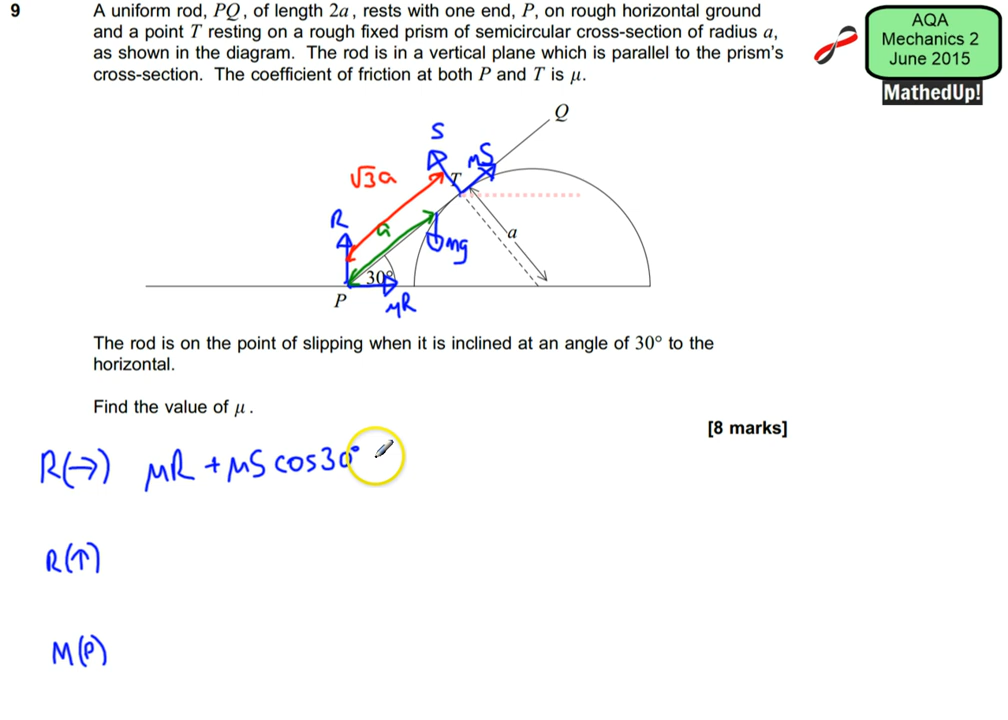 9 A uniform rod, PQ, of length 2a, rests with one end, P, on rough horizontal ground
and a point T resting on a rough fixed prism of semicircular cross-section of radius a,
as shown in the diagram. The rod is in a vertical plane which is parallel to the prism's
cross-section. The coefficient of friction at both P and T is μ.
AQA
Mechanics 2
June 2015
MathedUp!
Q
S
μS
T
√3a
R
a
mg
a
30°
P
μR
The rod is on the point of slipping when it is inclined at an angle of 30° to the
horizontal.
Find the value of μ.
[8 marks]
R(→) μR + μS cos30°
R(↑)
M(P)